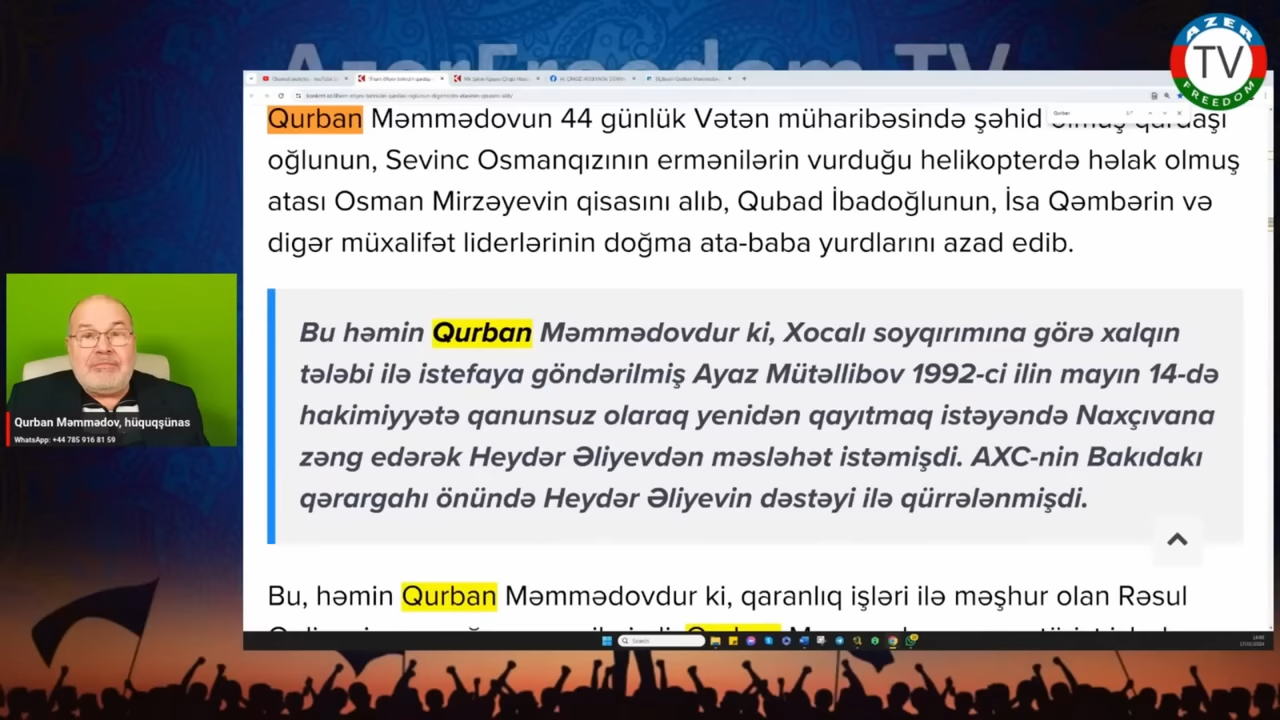 AzerFreedom TV
AZER
TV
FREEDOM
Qurban
Qurban Məmmədovun 44 günlük Vətən müharibəsində şəhid olmuş qardaşı
oğlunun, Sevinc Osmanqızının ermənilərin vurduğu helikopterdə həlak olmuş
atası Osman Mirzəyevin qisasını alıb, Qubad İbadoğlunun, İsa Qəmbərin və
digər müxalifət liderlərinin doğma ata-baba yurdlarını azad edib.
Bu həmin Qurban Məmmədovdur ki, Xocalı soyqırımına görə xalqın
tələbi ilə istefaya göndərilmiş Ayaz Mütəllibov 1992-ci ilin mayın 14-də
hakimiyyətə qanunsuz olaraq yenidən qayıtmaq istəyəndə Naxçıvana
zəng edərək Heydər Əliyevdən məsləhət istəmişdi. AXC-nin Bakıdakı
qərargahı önündə Heydər Əliyevin dəstəyi ilə qürrələnmişdi.
Bu, həmin Qurban Məmmədovdur ki, qaranlıq işləri ilə məşhur olan Rəsul
Qurban Məmmədov, hüquqşünas
WhatsApp: +44 785 916 81 59
Search